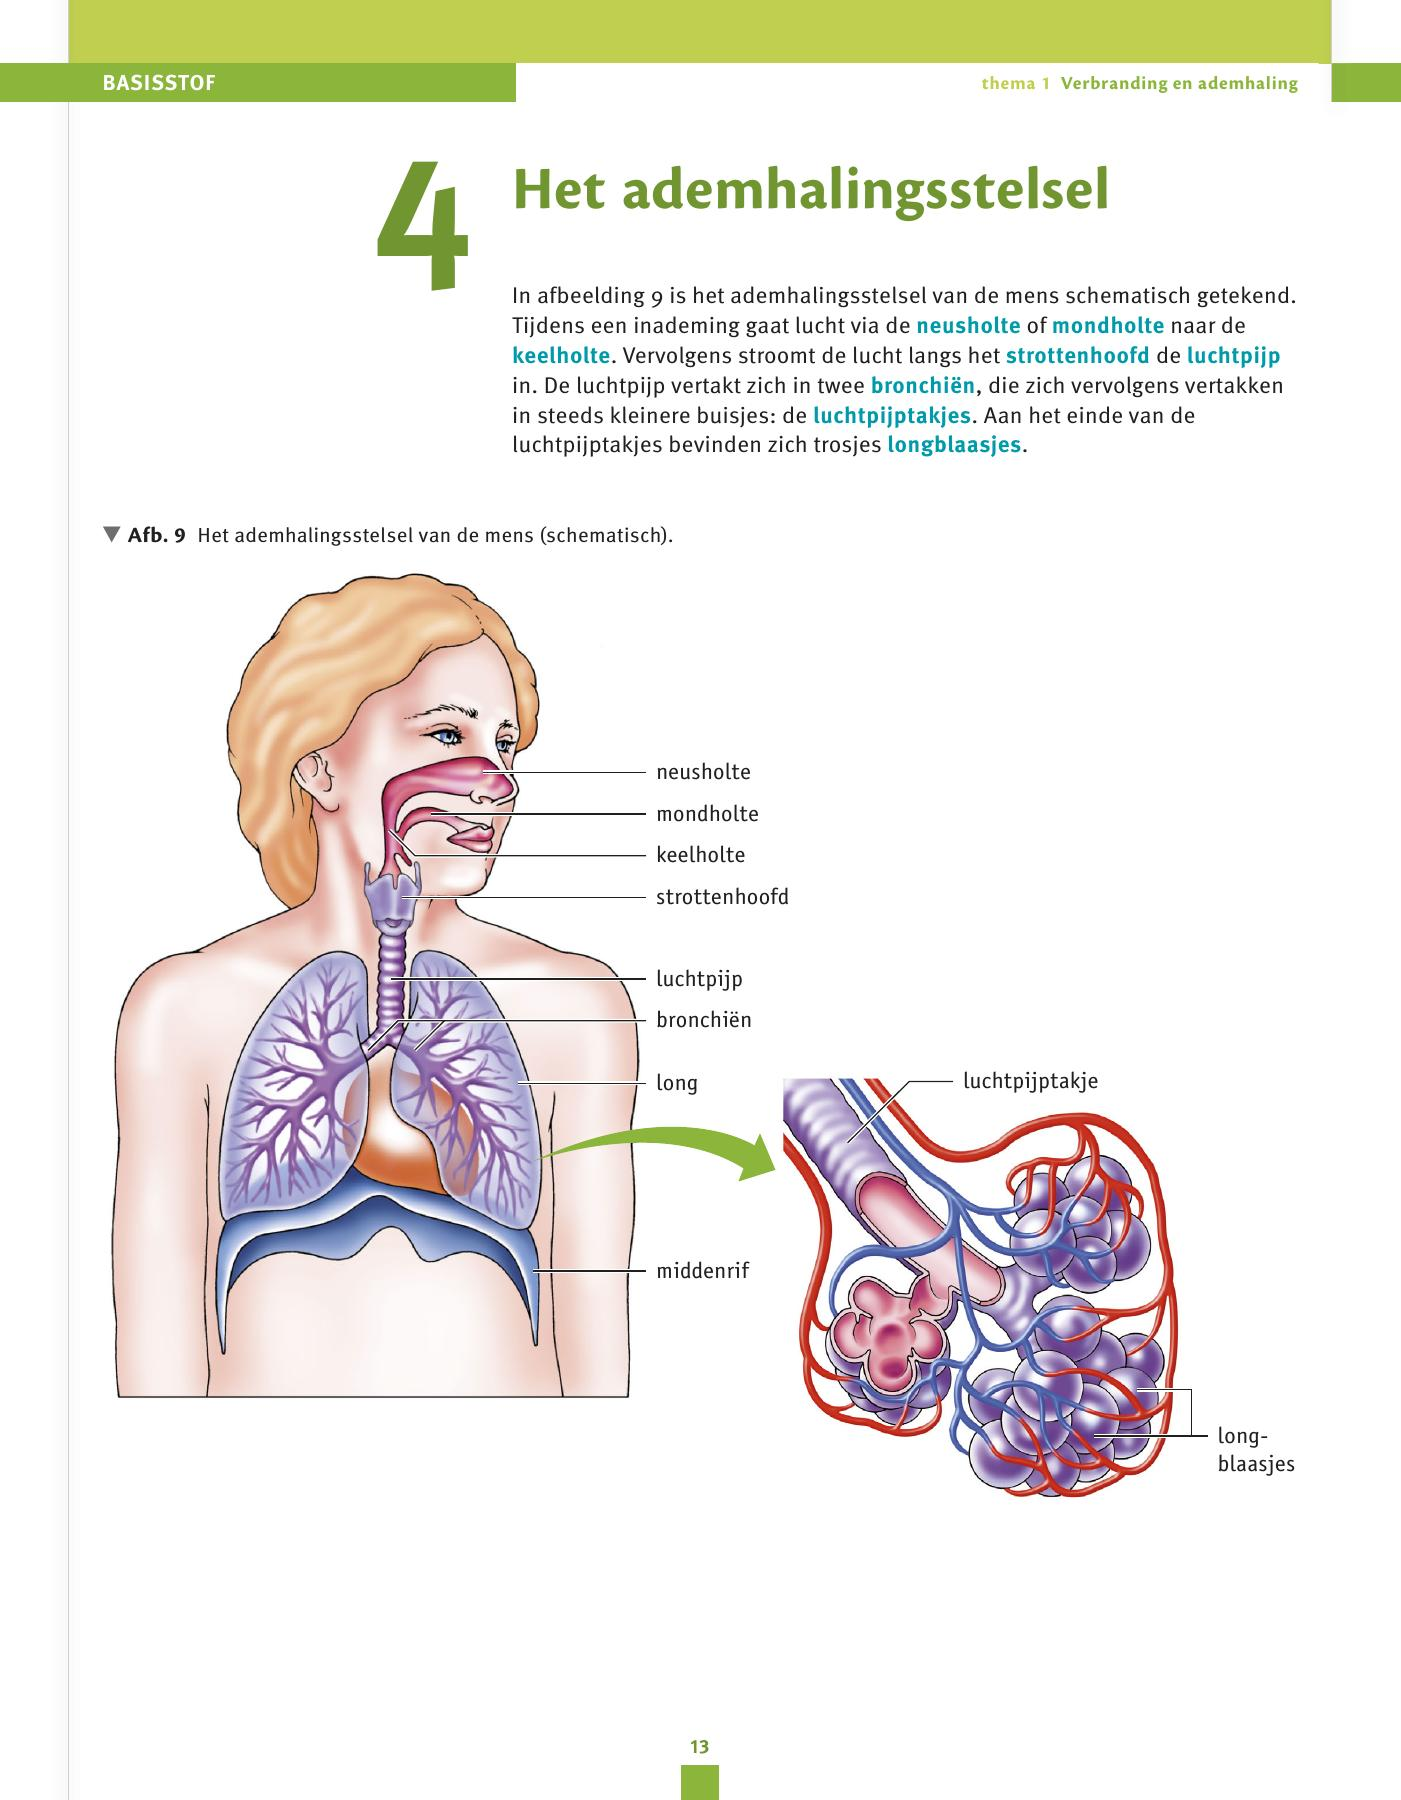 BASISSTOF
thema 1 Verbranding en ademhaling
4
Het ademhalingsstelsel
In afbeelding 9 is het ademhalingsstelsel van de mens schematisch getekend.
Tijdens een inademing gaat lucht via de neusholte of mondholte naar de
keelholte. Vervolgens stroomt de lucht langs het strottenhoofd de luchtpijp
in. De luchtpijp vertakt zich in twee bronchiën, die zich vervolgens vertakken
in steeds kleinere buisjes: de luchtpijptakjes. Aan het einde van de
luchtpijptakjes bevinden zich trosjes longblaasjes.
▼ Afb. 9 Het ademhalingsstelsel van de mens (schematisch).
neusholte
mondholte
keelholte
strottenhoofd
luchtpijp
bronchiën
long
luchtpijptakje
middenrif
long-
blaasjes
13